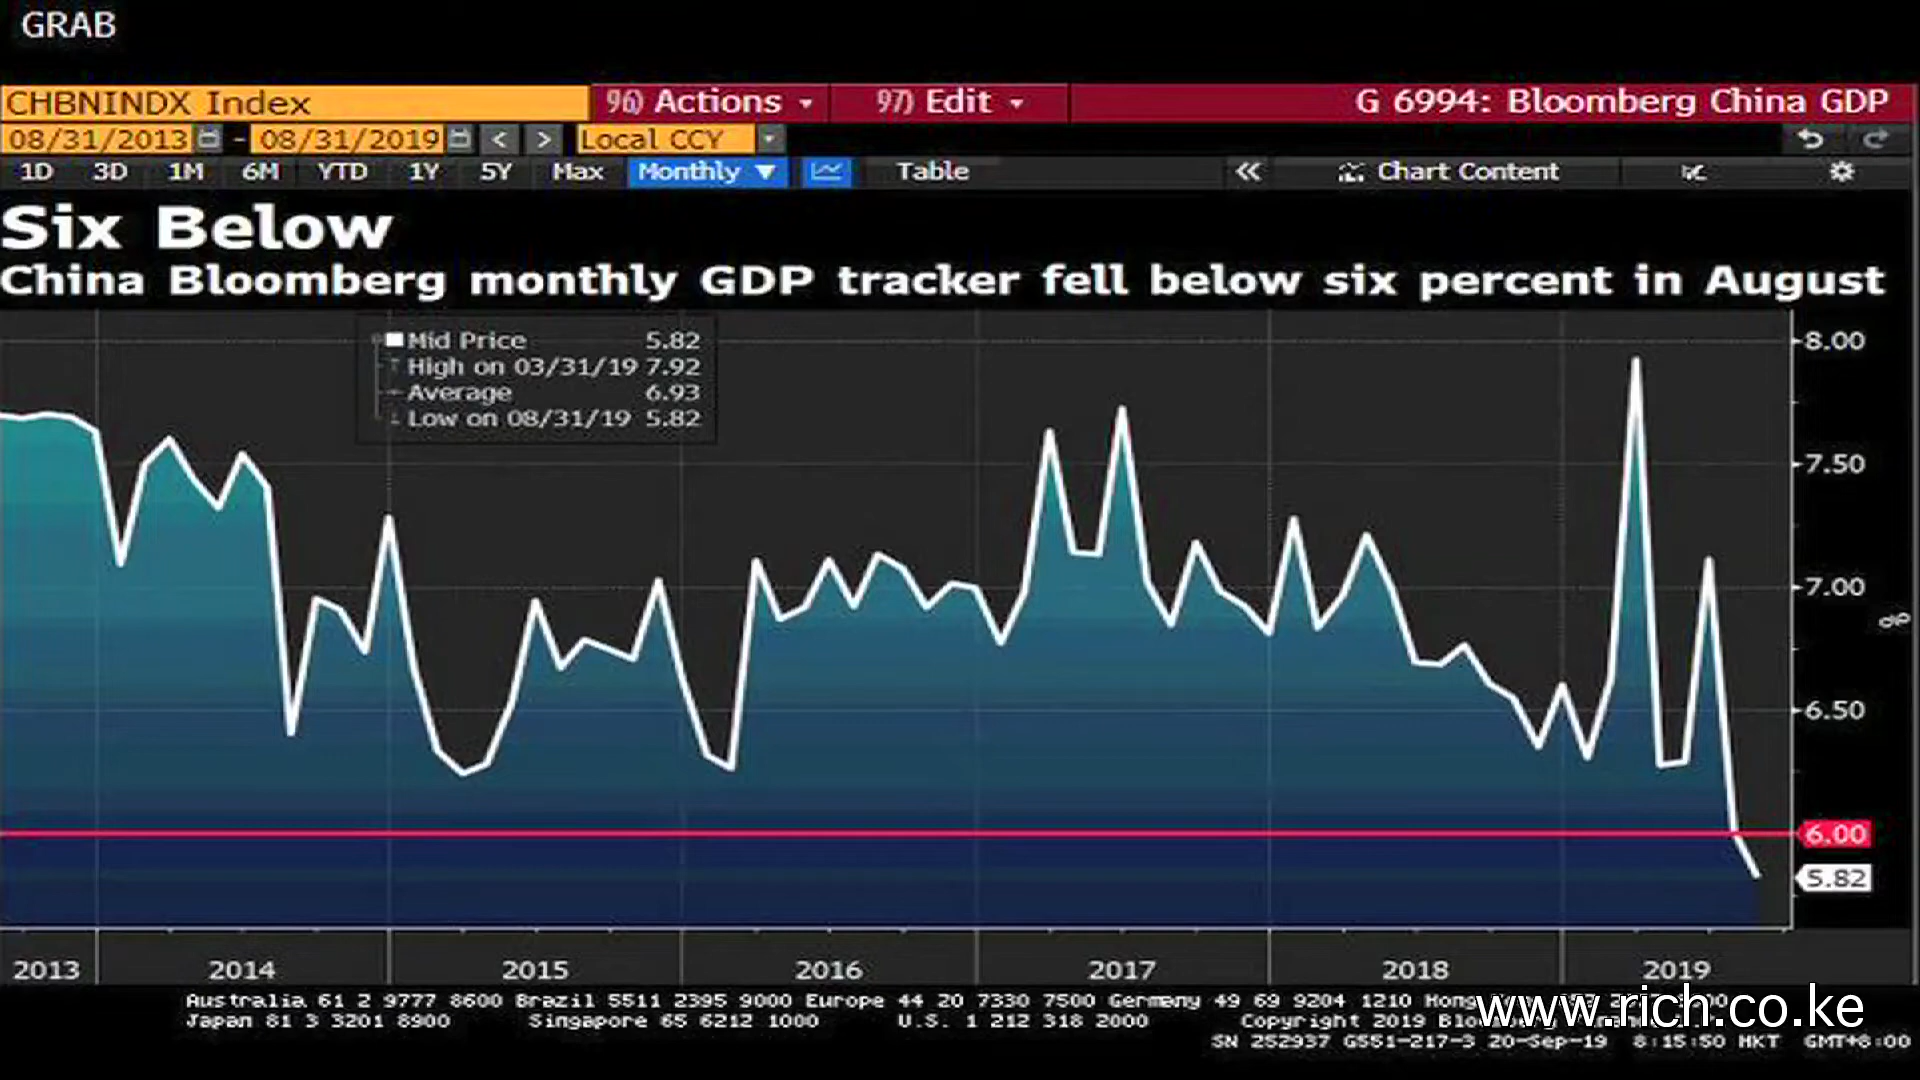 GRAB
CHBNINDX Index 96) Actions 97) Edit G 6994: Bloomberg China GDP
08/31/2013 - 08/31/2019 < > Local CCY
1D 3D 1M 6M YTD 1Y 5Y Max Monthly ▼ Table « Chart Content
Six Below
China Bloomberg monthly GDP tracker fell below six percent in August
Mid Price 5.82
High on 03/31/19 7.92
Average 6.93
Low on 08/31/19 5.82
8.00
7.50
7.00
%
6.50
6.00
5.82
2013 2014 2015 2016 2017 2018 2019
Australia 61 2 9777 8600 Brazil 5511 2395 9000 Europe 44 20 7330 7500 Germany 49 69 9204 1210 Hong
Japan 81 3 3201 8900 Singapore 65 6212 1000 U.S. 1 212 318 2000 Copyright 2019
www.rich.co.ke
SN 252937 G551-217-3 20-Sep-19 8:15:50 HKT GMT+8:00